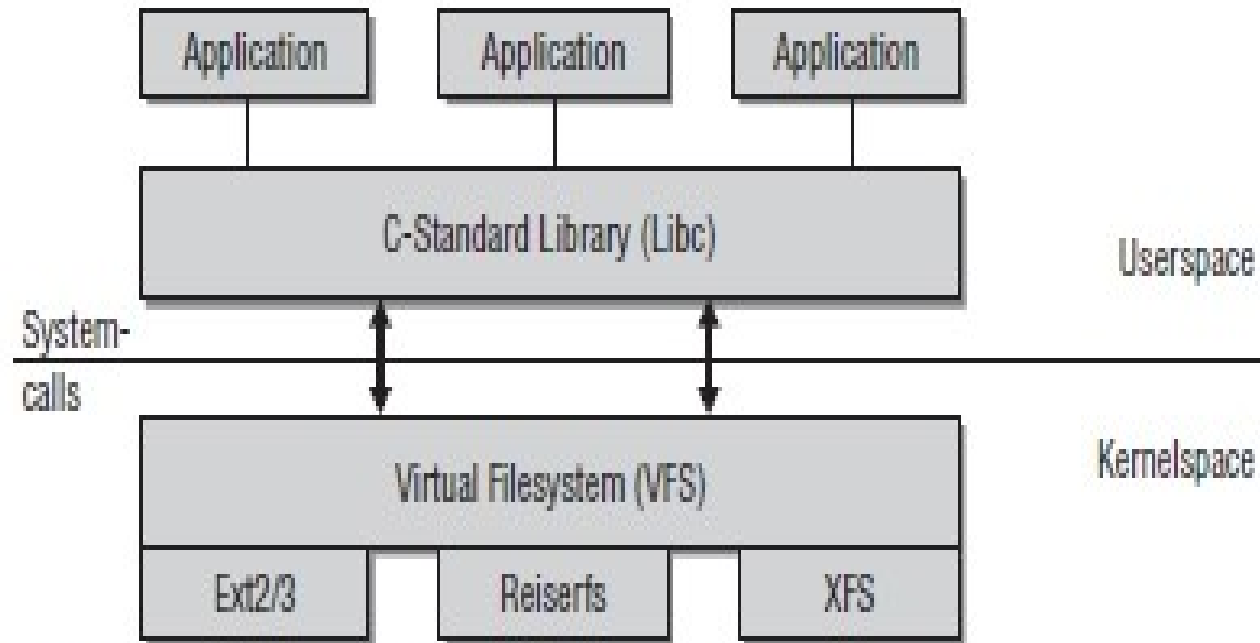 Application
Application
Application
C-Standard Library (Libc)
Userspace
System-
calls
Virtual Filesystem (VFS)
Kernelspace
Ext2/3
Reiserfs
XFS